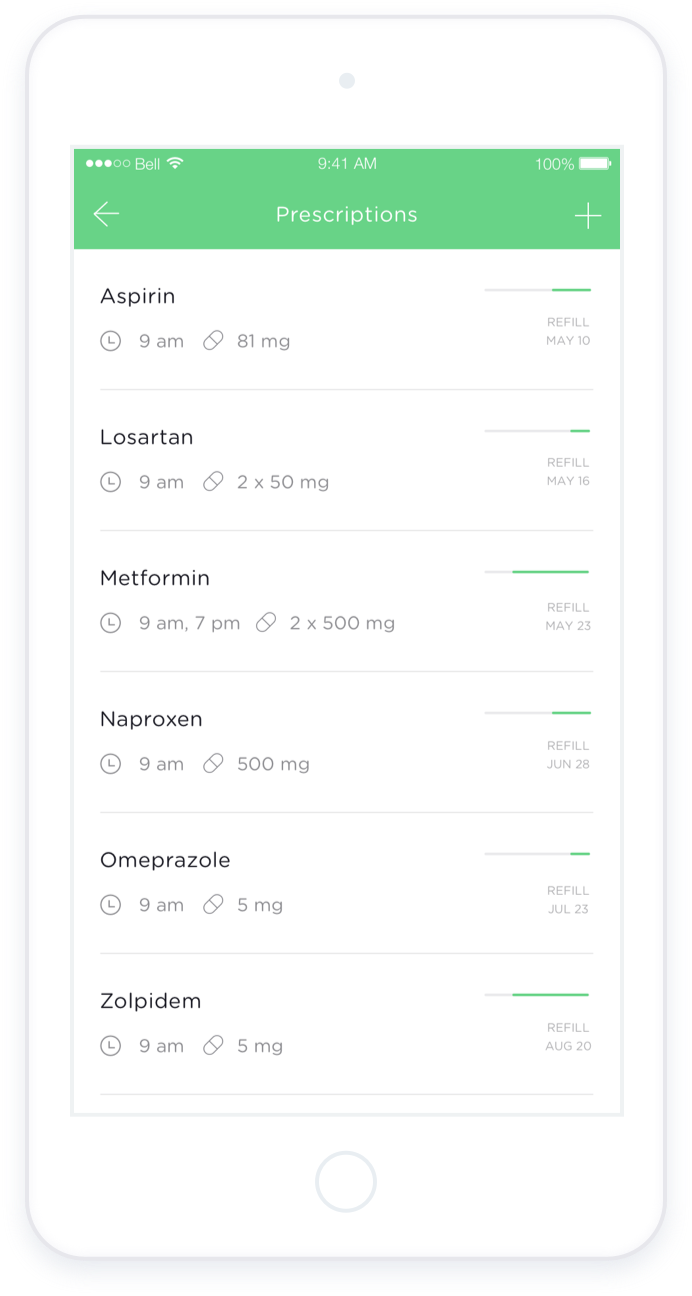 Bell 9:41 AM 100%
Prescriptions
Aspirin
9 am 81 mg
REFILL
MAY 10
Losartan
9 am 2 x 50 mg
REFILL
MAY 16
Metformin
9 am, 7 pm 2 x 500 mg
REFILL
MAY 23
Naproxen
9 am 500 mg
REFILL
JUN 28
Omeprazole
9 am 5 mg
REFILL
JUL 23
Zolpidem
9 am 5 mg
REFILL
AUG 20